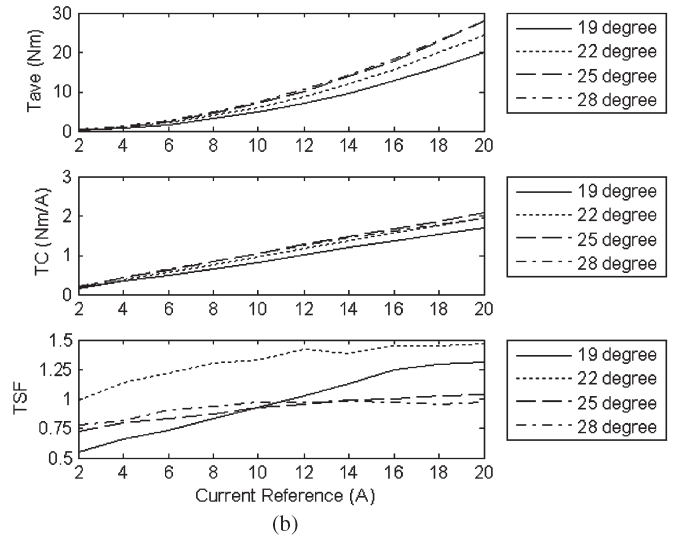 30
20
10
0
Tave (Nm)
2 4 6 8 10 12 14 16 18 20
19 degree
22 degree
25 degree
28 degree
3
2
1
0
TC (Nm/A)
2 4 6 8 10 12 14 16 18 20
19 degree
22 degree
25 degree
28 degree
1.5
1.25
1
0.75
0.5
TSF
2 4 6 8 10 12 14 16 18 20
Current Reference (A)
19 degree
22 degree
25 degree
28 degree
(b)